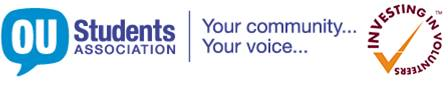 OU Students ASSOCIATION
Your community...
Your voice...
INVESTING IN VOLUNTEERS
TM